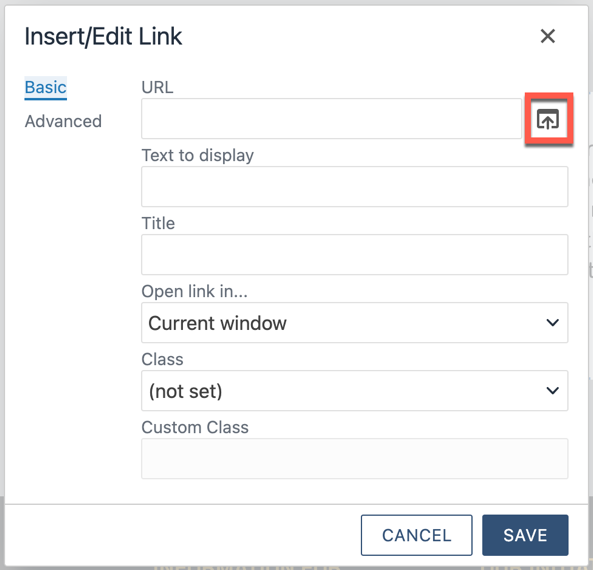 Insert/Edit Link
Basic
Advanced
URL
Text to display
Title
Open link in...
Current window
Class
(not set)
Custom Class
CANCEL
SAVE